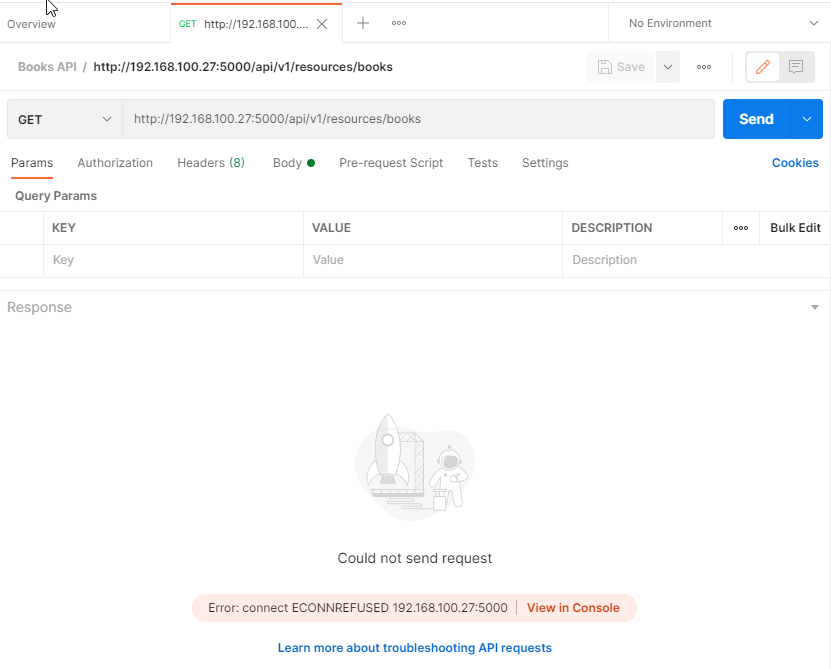 Overview
GET http://192.168.100.... No Environment
Books API / http://192.168.100.27:5000/api/v1/resources/books Save
GET http://192.168.100.27:5000/api/v1/resources/books Send
Params Authorization Headers (8) Body Pre-request Script Tests Settings Cookies
Query Params
KEY VALUE DESCRIPTION Bulk Edit
Key Value Description
Response
Could not send request
Error: connect ECONNREFUSED 192.168.100.27:5000 View in Console
Learn more about troubleshooting API requests